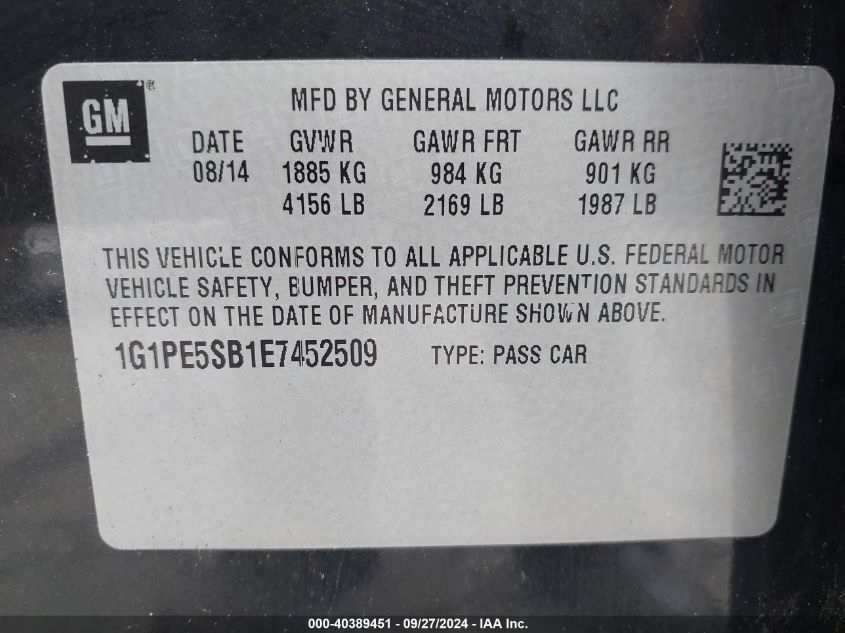 GM®
MFD BY GENERAL MOTORS LLC
DATE GVWR GAWR FRT GAWR RR
08/14 1885 KG 984 KG 901 KG
4156 LB 2169 LB 1987 LB
THIS VEHICLE CONFORMS TO ALL APPLICABLE U.S. FEDERAL MOTOR
VEHICLE SAFETY, BUMPER, AND THEFT PREVENTION STANDARDS IN
EFFECT ON THE DATE OF MANUFACTURE SHOWN ABOVE.
1G1PE5SB1E7452509 TYPE: PASS CAR
000-40389451 - 09/27/2024 - IAA Inc.